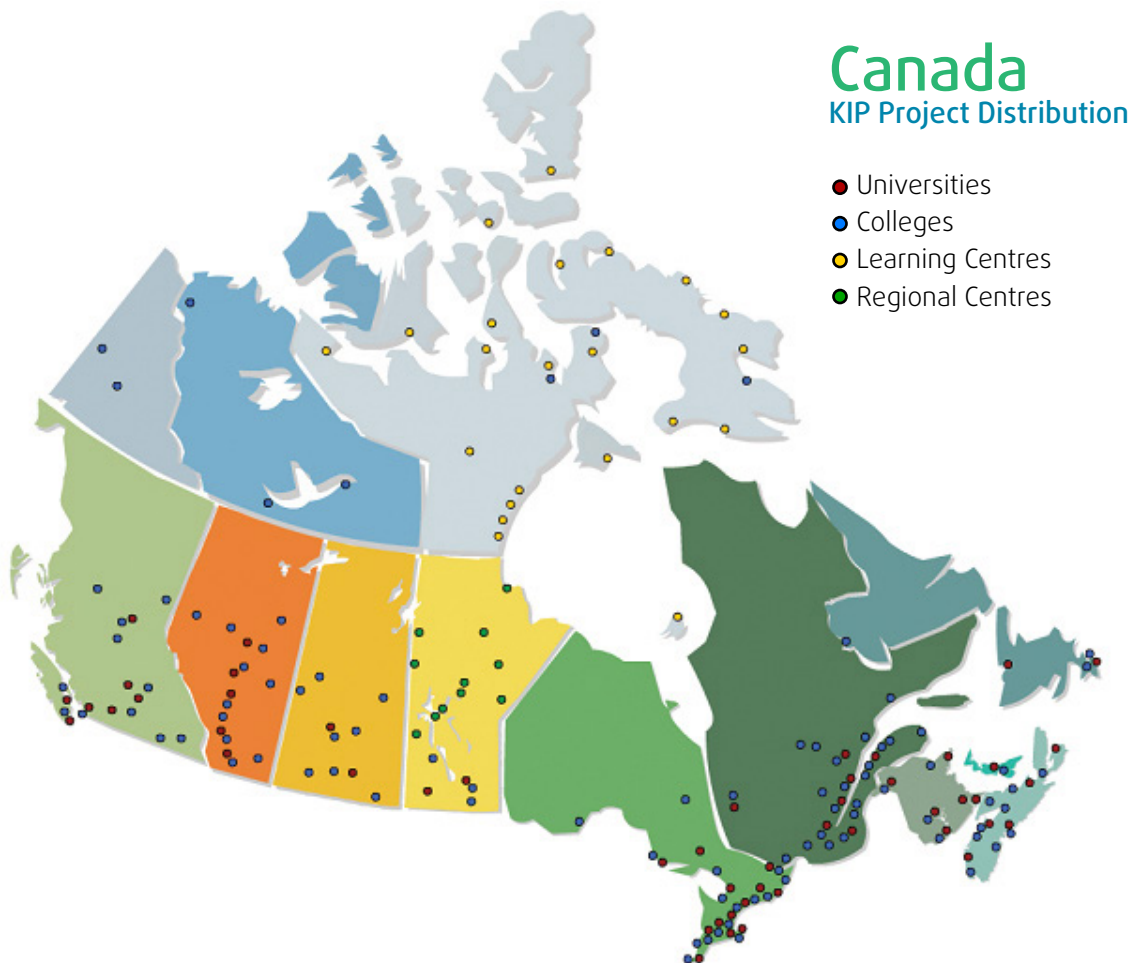 Canada
KIP Project Distribution
Universities
Colleges
Learning Centres
Regional Centres